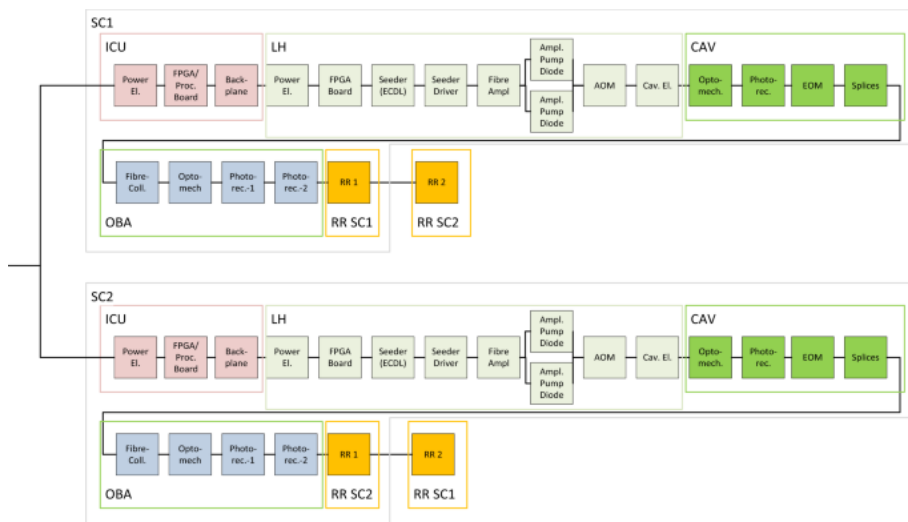 SC1
ICU
LH
CAV
Power
El.
FPGA/
Proc.
Board
Back-
plane
Power
El.
FPGA
Board
Seeder
(ECDL)
Seeder
Driver
Fibre
Ampl
Ampl.
Pump
Diode
Ampl.
Pump
Diode
AOM
Cav. El.
Opto-
mech.
Photo-
rec.
EOM
Splices
Fibre-
Coll.
Opto-
mech
Photo-
rec.-1
Photo-
rec.-2
RR 1
RR 2
OBA
RR SC1
RR SC2
SC2
ICU
LH
CAV
Power
El.
FPGA/
Proc.
Board
Back-
plane
Power
El.
FPGA
Board
Seeder
(ECDL)
Seeder
Driver
Fibre
Ampl
Ampl.
Pump
Diode
Ampl.
Pump
Diode
AOM
Cav. El.
Opto-
mech.
Photo-
rec.
EOM
Splices
Fibre-
Coll.
Opto-
mech
Photo-
rec.-1
Photo-
rec.-2
RR 1
RR 2
OBA
RR SC2
RR SC1